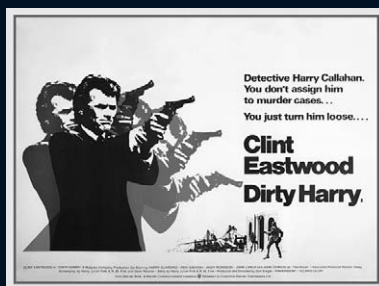 Detective Harry Callahan.
You don't assign him
to murder cases...
You just turn him loose....
Clint
Eastwood
Dirty Harry.